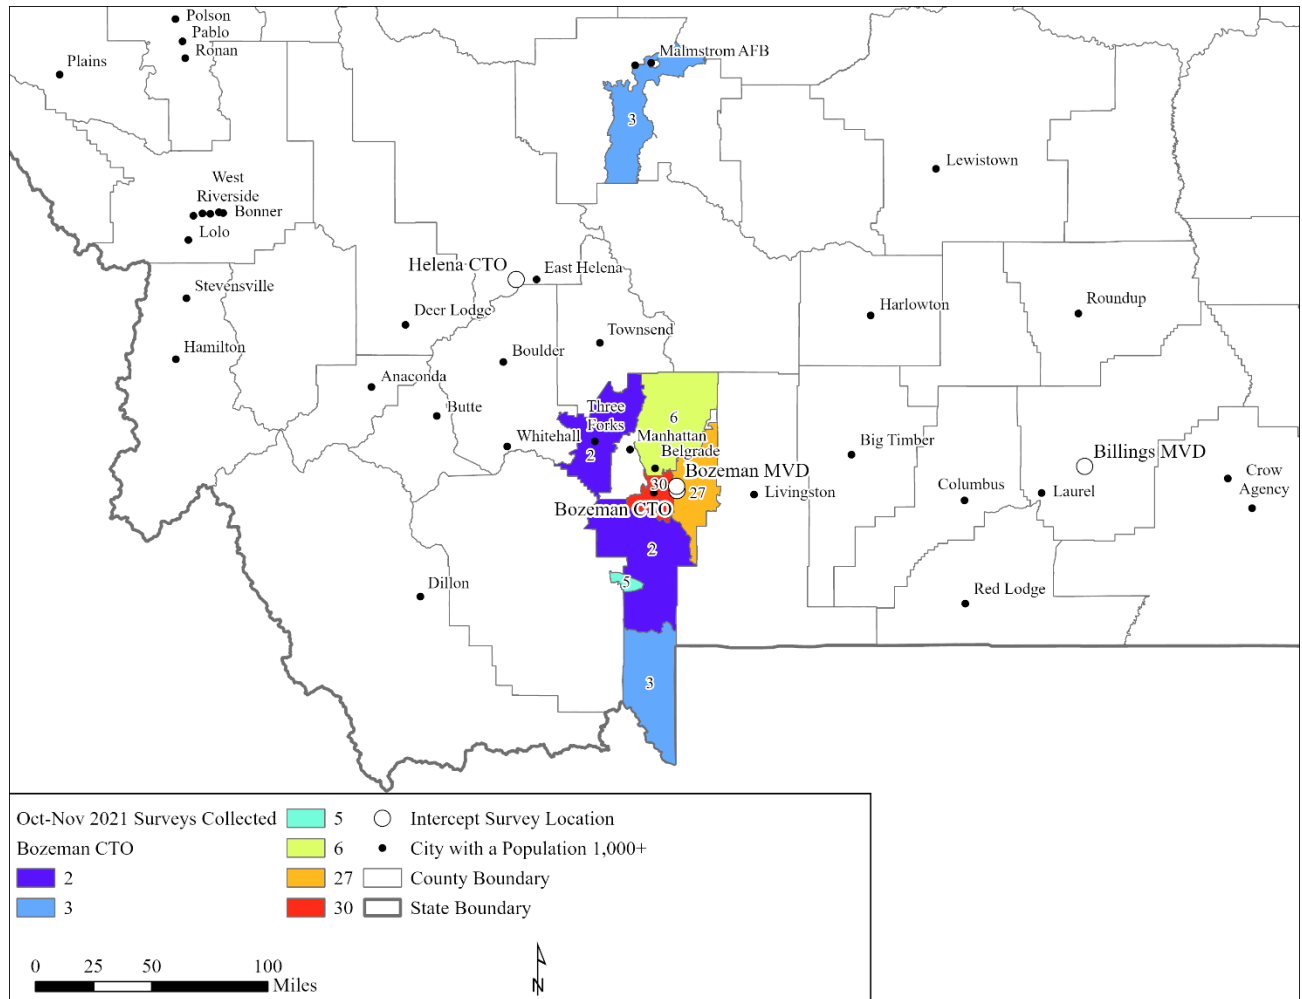 Polson
Pablo
Ronan
Plains
Malmstrom AFB
3
Lewistown
West
Riverside
Bonner
Lolo
Helena CTO
East Helena
Stevensville
Deer Lodge
Harlowton
Roundup
Townsend
Hamilton
Boulder
Anaconda
Butte
Three
Forks
6
Whitehall
2
Manhattan
Belgrade
Big Timber
Billings MVD
Bozeman MVD
30
27
Livingston
Columbus
Laurel
Crow
Agency
Bozeman CTO
2
5
Dillon
Red Lodge
3
Oct-Nov 2021 Surveys Collected
Bozeman CTO
2
3
5
6
27
30
Intercept Survey Location
City with a Population 1,000+
County Boundary
State Boundary
0 25 50 100
Miles
N